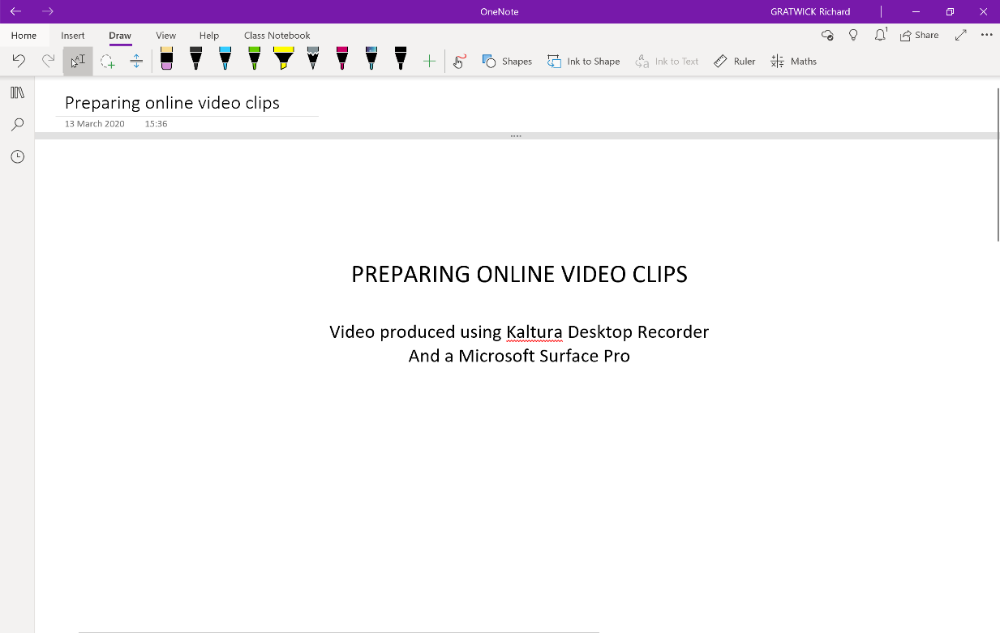 OneNote
GRATWICK Richard
Home Insert Draw View Help Class Notebook
1
Share
Shapes
Ink to Shape
Ink to Text
Ruler
Maths
Preparing online video clips
13 March 2020 15:36
PREPARING ONLINE VIDEO CLIPS
Video produced using Kaltura Desktop Recorder
And a Microsoft Surface Pro